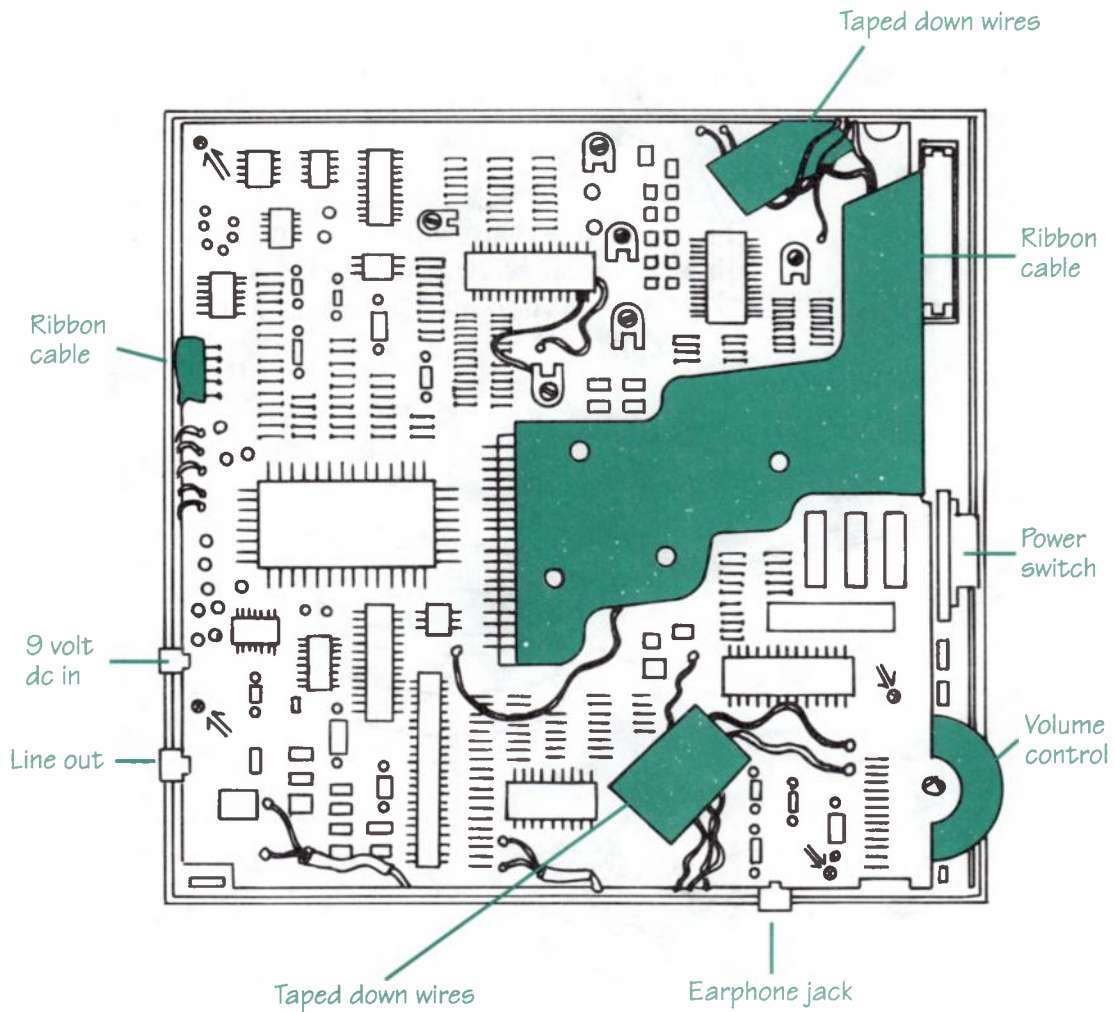 Taped down wires
Ribbon
cable
Ribbon
cable
Power
switch
9 volt
dc in
Volume
control
Line out
Taped down wires
Earphone jack